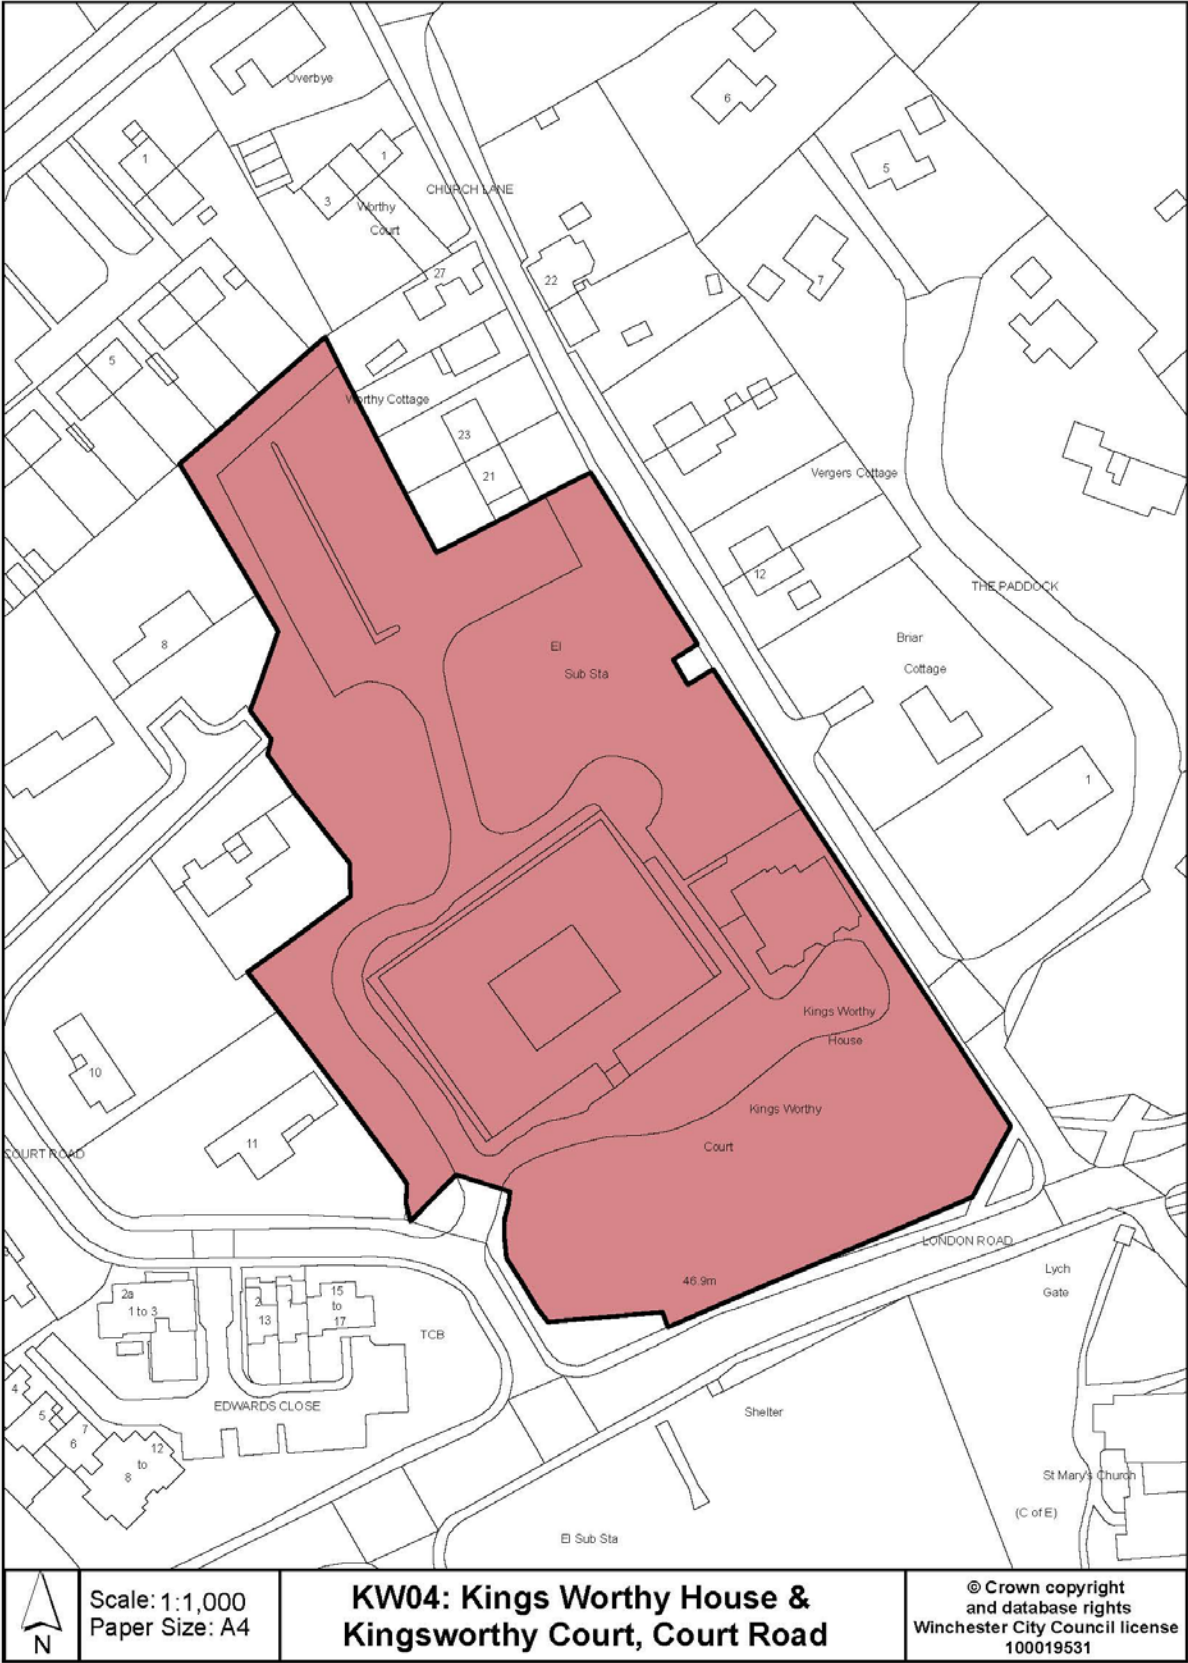 Overbye
6
1
1
5
3
CHURCH LANE
Worthy
Court
27
22
7
5
Worthy Cottage
23
21
Vergers Cottage
12
THE PADDOCK
8
El
Sub Sta
Briar
Cottage
1
Kings Worthy
House
10
Kings Worthy
Court
11
COURT ROAD
LONDON ROAD
46.9m
Lych
Gate
2a
1 to 3
2
1
13
15
to
17
TCB
4
5
7
6
12
to
8
EDWARDS CLOSE
Shelter
St Mary's Church
(C of E)
El Sub Sta
N
Scale: 1:1,000
Paper Size: A4
KW04: Kings Worthy House &
Kingsworthy Court, Court Road
© Crown copyright
and database rights
Winchester City Council license
100019531